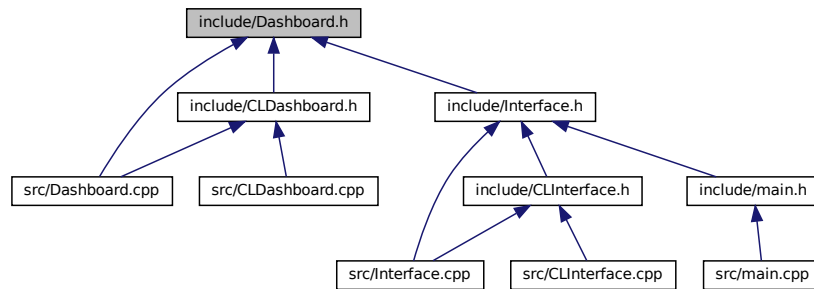 include/Dashboard.h
include/CLDashboard.h
include/Interface.h
src/Dashboard.cpp
src/CLDashboard.cpp
include/CLInterface.h
include/main.h
src/Interface.cpp
src/CLInterface.cpp
src/main.cpp